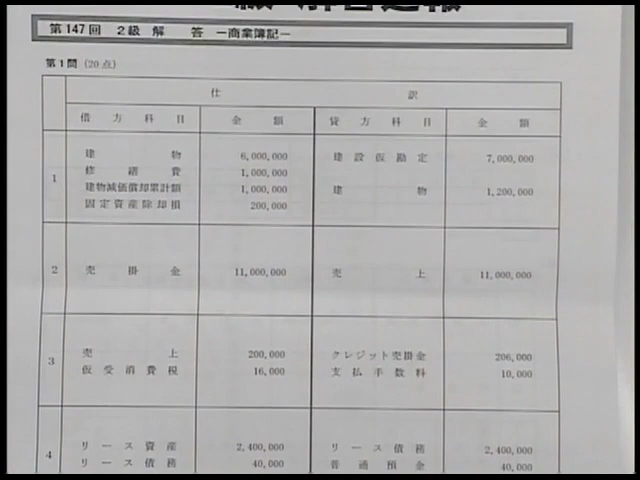 解答速報
第147回 2級 解 答 ー商業簿記ー
第1問 (20点)
仕 訳
借 方 科 目 金 額 貸 方 科 目 金 額
1
建 物 6,000,000 建 設 仮 勘 定 7,000,000
修 繕 費 1,000,000
建物減価償却累計額 1,000,000 建 物 1,200,000
固定資産除却損 200,000
2 売 掛 金 11,000,000 売 上 11,000,000
3
売 上 200,000 クレジット売掛金 206,000
仮 受 消 費 税 16,000 支 払 手 数 料 10,000
4
リ ー ス 資 産 2,400,000 リ ー ス 債 務 2,400,000
リ ー ス 債 務 40,000 普 通 預 金 40,000